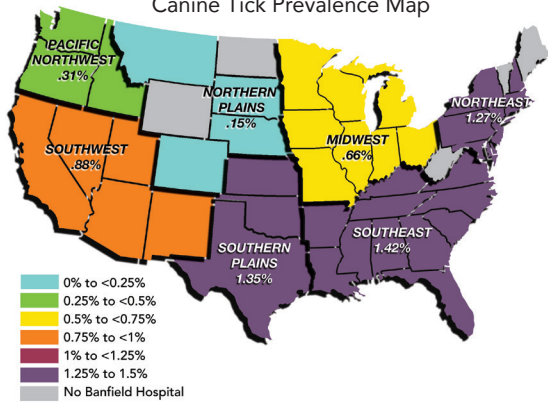 Canine Tick Prevalence Map
PACIFIC
NORTHWEST
.31%
NORTHERN
PLAINS
.15%
NORTHEAST
1.27%
MIDWEST
.66%
SOUTHWEST
.88%
SOUTHEAST
1.42%
SOUTHERN
PLAINS
1.35%
0% to <0.25%
0.25% to <0.5%
0.5% to <0.75%
0.75% to <1%
1% to <1.25%
1.25% to 1.5%
No Banfield Hospital